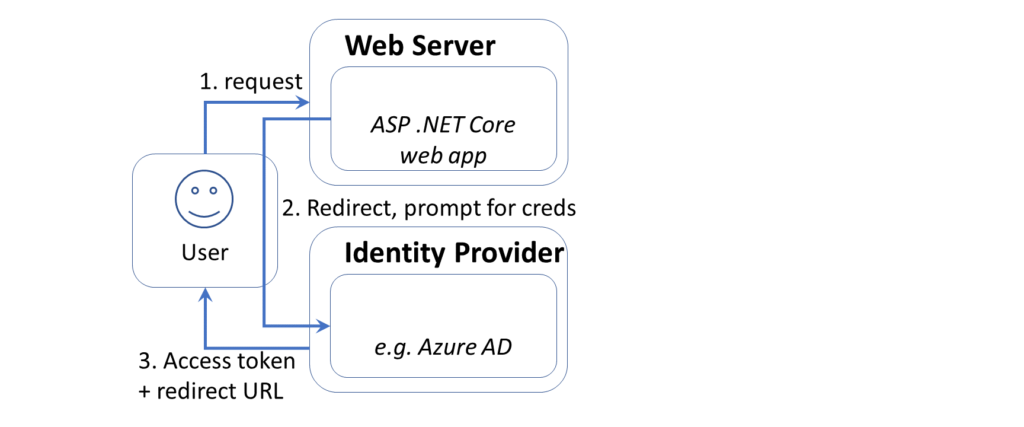 Web Server
1. request
ASP .NET Core
web app
2. Redirect, prompt for creds
User
Identity Provider
e.g. Azure AD
3. Access token
+ redirect URL